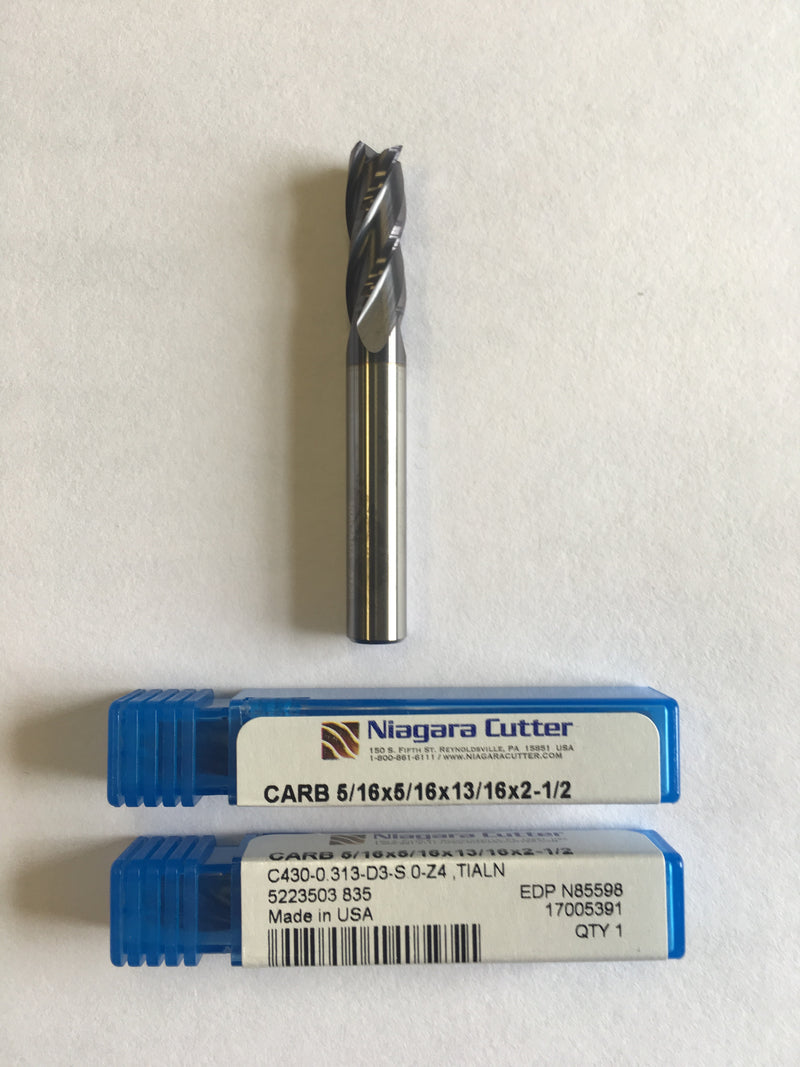 Niagara Cutter
150 S. FIFTH ST. REYNOLDSVILLE, PA 15851 USA
1-800-861-6111 / WWW.NIAGARACUTTER.COM
CARB 5/16x5/16x13/16x2-1/2
Niagara Cutter
CARB 5/16x5/16x13/16x2-1/2
C430-0.313-D3-S 0-Z4 ,TIALN
5223503 835
EDP N85598
Made in USA
17005391
QTY 1